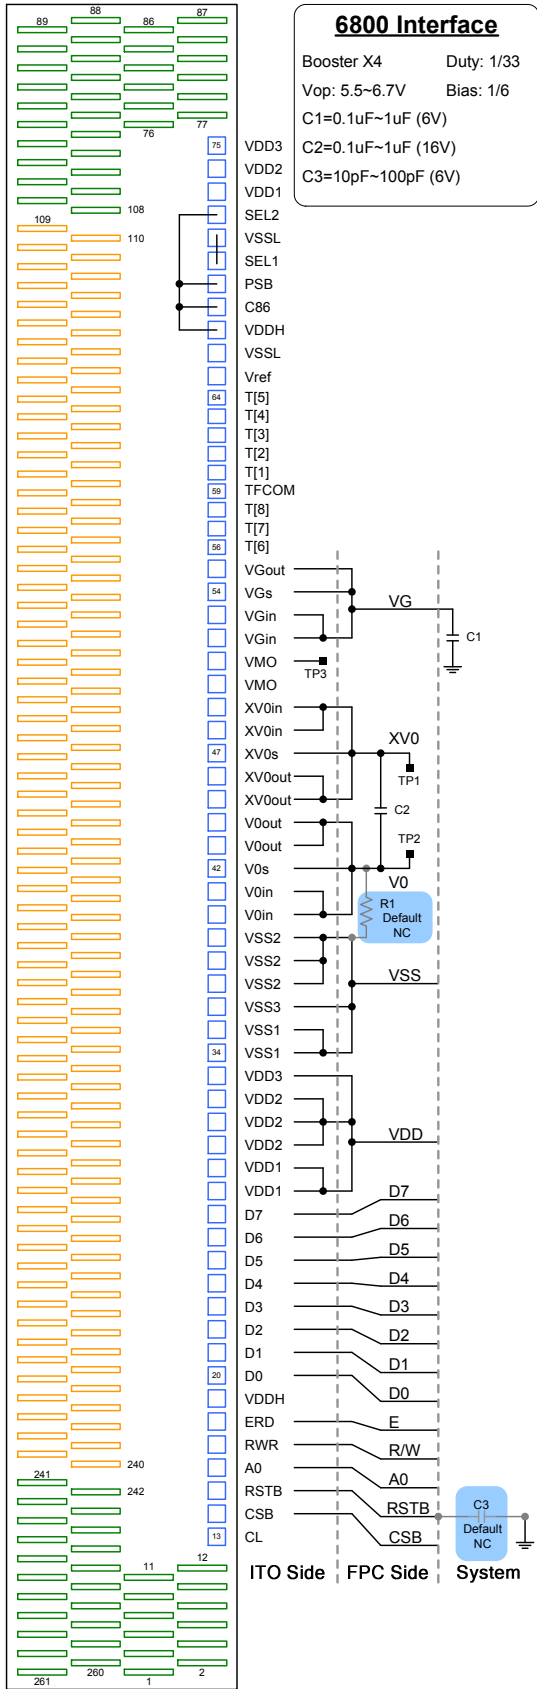 6800 Interface
Booster X4 Duty: 1/33
Vop: 5.5~6.7V Bias: 1/6
C1=0.1uF~1uF (6V)
C2=0.1uF~1uF (16V)
C3=10pF~100pF (6V)
89 88 86 87
76 77
75 VDD3
VDD2
VDD1
108 SEL2
109
110 VSSL
SEL1
PSB
C86
VDDH
VSSL
Vref
64 T[5]
T[4]
T[3]
T[2]
T[1]
59 TFCOM
T[8]
T[7]
56 T[6]
VGout
54 VGs
VG
VGin
VGin
C1
VMO
TP3
VMO
XV0in
XV0in
XV0
47 XV0s
TP1
XV0out
XV0out
C2
V0out
TP2
V0out
42 V0s
V0
V0in
R1
Default
NC
V0in
VSS2
VSS2
VSS2
VSS
VSS3
VSS1
34 VSS1
VDD3
VDD2
VDD2
VDD
VDD2
VDD1
VDD1
D7 D7
D6 D6
D5 D5
D4 D4
D3 D3
D2 D2
D1 D1
20 D0 D0
VDDH
ERD E
RWR R/W
240
A0 A0
241
242 RSTB RSTB
C3
Default
NC
CSB CSB
13 CL
12
11
ITO Side FPC Side System
261 260 1 2